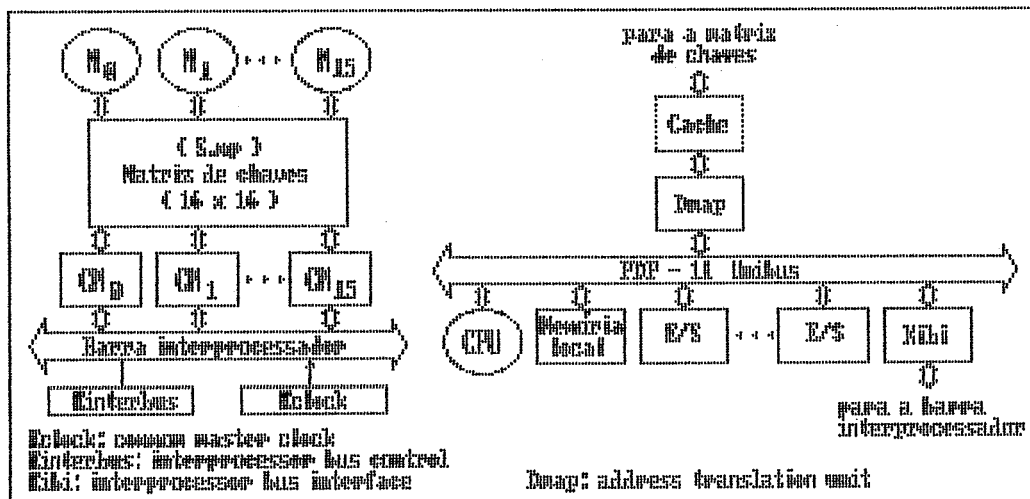 M0 M1 ... M15
( S.mp )
Matriz de chaves
( 16 x 16 )
CM0 CM1 ... CM15
Barra interprocessador
Kinterbus Kclock
Kclock: common master clock
Kinterbus: interprocessor bus control
Kibi: interprocessor bus interface
para a matriz
de chaves
Cache
Dmap
PDP - 11 Unibus
CPU
Memória
local
E/S ... E/S
Kibi
para a barra
interprocessador
Dmap: address translation unit